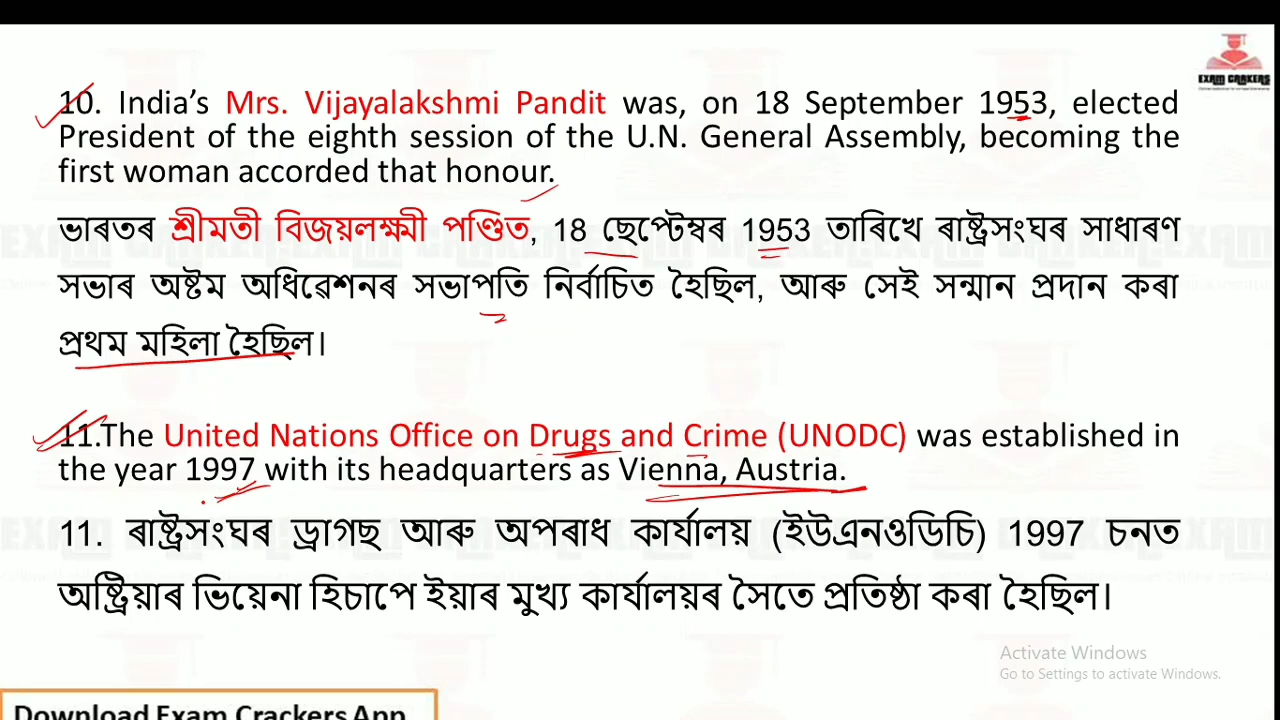 EXAM CRAKERS
10. India’s Mrs. Vijayalakshmi Pandit was, on 18 September 1953, elected
President of the eighth session of the U.N. General Assembly, becoming the
first woman accorded that honour.
ভাৰতৰ শ্ৰীমতী বিজয়লক্ষ্মী পণ্ডিত, 18 ছেপ্টেম্বৰ 1953 তাৰিখে ৰাষ্ট্ৰসংঘৰ সাধাৰণ
সভাৰ অষ্টম অধিৱেশনৰ সভাপতি নিৰ্বাচিত হৈছিল, আৰু সেই সন্মান প্ৰদান কৰা
প্ৰথম মহিলা হৈছিল।
11.The United Nations Office on Drugs and Crime (UNODC) was established in
the year 1997 with its headquarters as Vienna, Austria.
11. ৰাষ্ট্ৰসংঘৰ ড্ৰাগছ আৰু অপৰাধ কাৰ্যালয় (ইউএনওডিচি) 1997 চনত
অষ্ট্ৰিয়াৰ ভিয়েনা হিচাপে ইয়াৰ মুখ্য কাৰ্যালয়ৰ সৈতে প্ৰতিষ্ঠা কৰা হৈছিল।
Activate Windows
Go to Settings to activate Windows.
Download Exam Crackers App